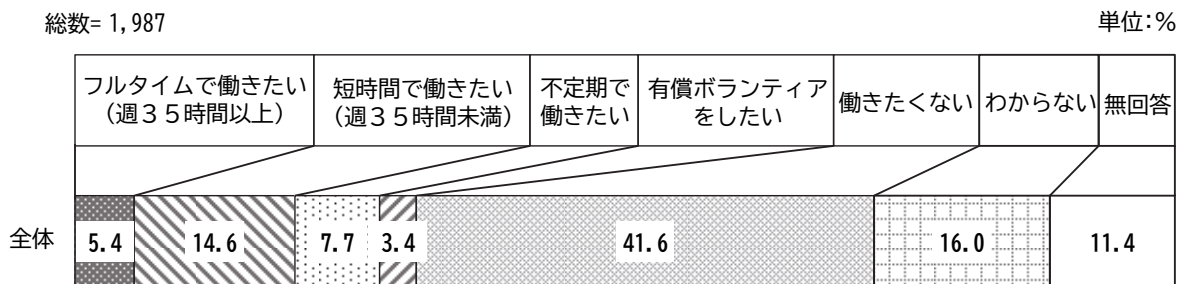 総数= 1,987
単位:%
フルタイムで働きたい
（週３５時間以上）
短時間で働きたい
（週３５時間未満）
不定期で
働きたい
有償ボランティア
をしたい
働きたくない
わからない
無回答
全体 5.4 14.6 7.7 3.4 41.6 16.0 11.4